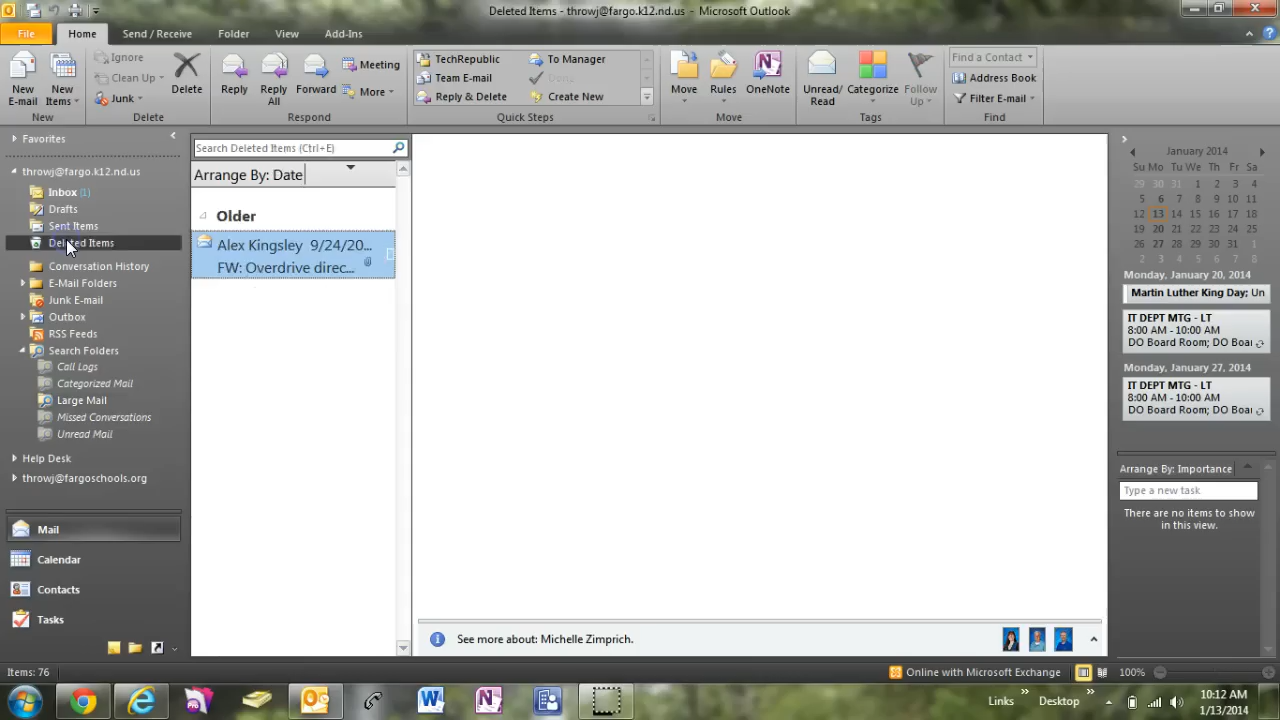 Deleted Items - throwj@fargo.k12.nd.us - Microsoft Outlook
File Home Send / Receive Folder View Add-Ins
New E-mail
New Items
New
Ignore
Clean Up
Junk
Delete
Delete
Reply
Reply All
Forward
Meeting
More
Respond
TechRepublic
Team E-mail
Reply & Delete
To Manager
Done
Create New
Quick Steps
Move
Rules
OneNote
Move
Unread/ Read
Categorize
Follow Up
Tags
Find a Contact
Address Book
Filter E-mail
Find
Favorites
throwj@fargo.k12.nd.us
Inbox (1)
Drafts
Sent Items
Deleted Items
Conversation History
E-Mail Folders
Junk E-mail
Outbox
RSS Feeds
Search Folders
Call Logs
Categorized Mail
Large Mail
Missed Conversations
Unread Mail
Help Desk
throwj@fargoschools.org
Mail
Calendar
Contacts
Tasks
Search Deleted Items (Ctrl+E)
Arrange By: Date
Older
Alex Kingsley 9/24/20...
FW: Overdrive direc...
See more about: Michelle Zimprich.
January 2014
Su Mo Tu We Th Fr Sa
29 30 31 1 2 3 4
5 6 7 8 9 10 11
12 13 14 15 16 17 18
19 20 21 22 23 24 25
26 27 28 29 30 31 1
2 3 4 5 6 7 8
Monday, January 20, 2014
Martin Luther King Day; Un
IT DEPT MTG - LT
8:00 AM - 10:00 AM
DO Board Room; DO Boa
Monday, January 27, 2014
IT DEPT MTG - LT
8:00 AM - 10:00 AM
DO Board Room; DO Boa
Arrange By: Importance
Type a new task
There are no items to show
in this view.
Items: 76
Online with Microsoft Exchange
100%
Links
Desktop
10:12 AM
1/13/2014